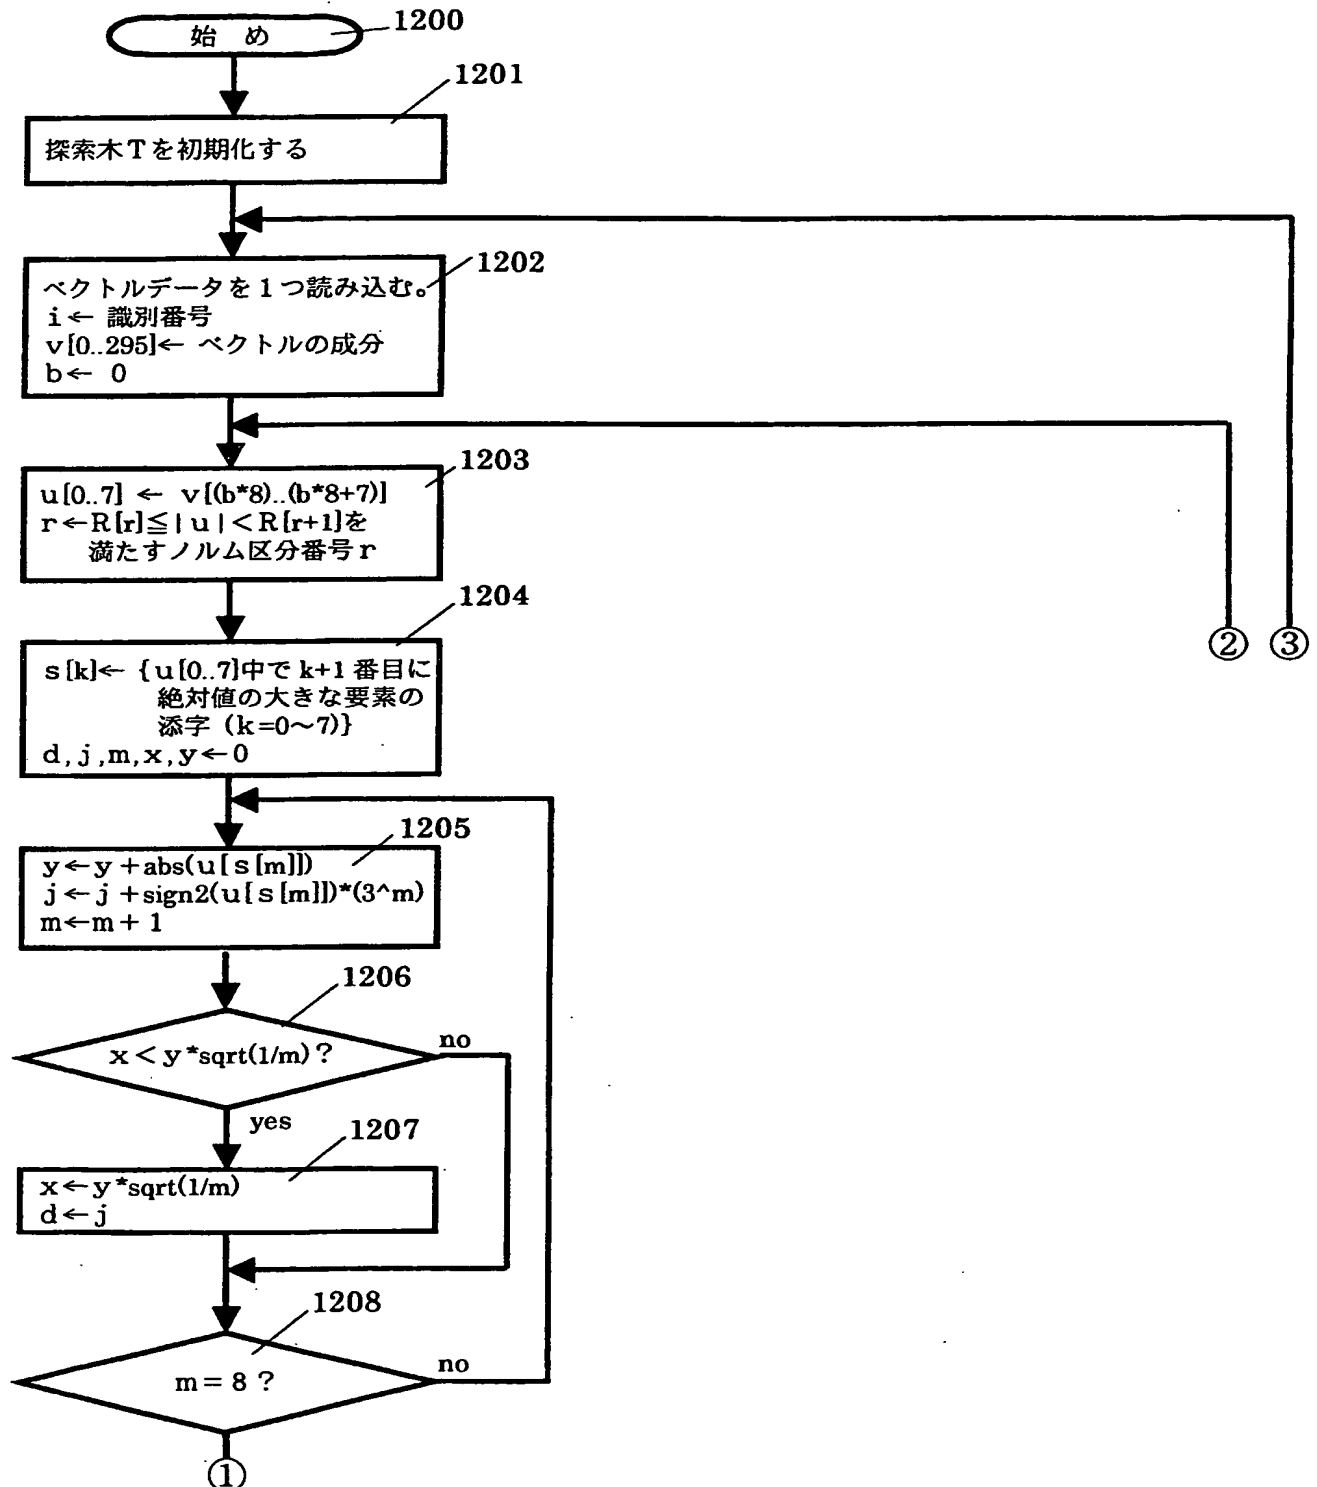 始 め
1200
1201
探索木Tを初期化する
1202
ベクトルデータを1つ読み込む。
i← 識別番号
v[0..295]← ベクトルの成分
b← 0
1203
u[0..7] ← v[(b*8)..(b*8+7)]
r←R[r]≦|u|<R[r+1]を
満たすノルム区分番号r
1204
s[k]← {u[0..7]中でk+1番目に
絶対値の大きな要素の
添字 (k=0~7)}
d,j,m,x,y←0
② ③
1205
y←y+abs(u[s[m]])
j←j+sign2(u[s[m]])*(3^m)
m←m+1
1206
x<y*sqrt(1/m)?
no
yes
1207
x←y*sqrt(1/m)
d←j
1208
m=8?
no
①